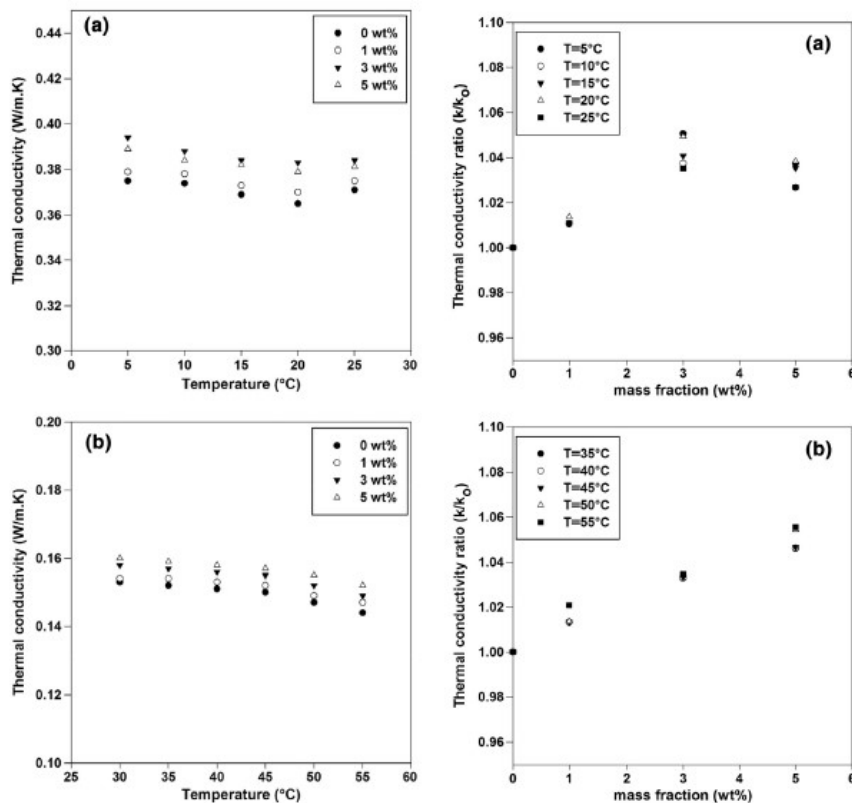 (a)
0 wt%
1 wt%
3 wt%
5 wt%
Thermal conductivity (W/m.K)
0.44
0.42
0.40
0.38
0.36
0.34
0.32
0.30
0
5
10
15
20
25
30
Temperature (°C)
(a)
T=5°C
T=10°C
T=15°C
T=20°C
T=25°C
Thermal conductivity ratio (k/ko)
1.10
1.08
1.06
1.04
1.02
1.00
0.98
0.96
0
1
2
3
4
5
6
mass fraction (wt%)
(b)
0 wt%
1 wt%
3 wt%
5 wt%
Thermal conductivity (W/m.K)
0.20
0.18
0.16
0.14
0.12
0.10
25
30
35
40
45
50
55
60
Temperature (°C)
(b)
T=35°C
T=40°C
T=45°C
T=50°C
T=55°C
Thermal conductivity ratio (k/ko)
1.10
1.08
1.06
1.04
1.02
1.00
0.98
0.96
0
1
2
3
4
5
6
mass fraction (wt%)